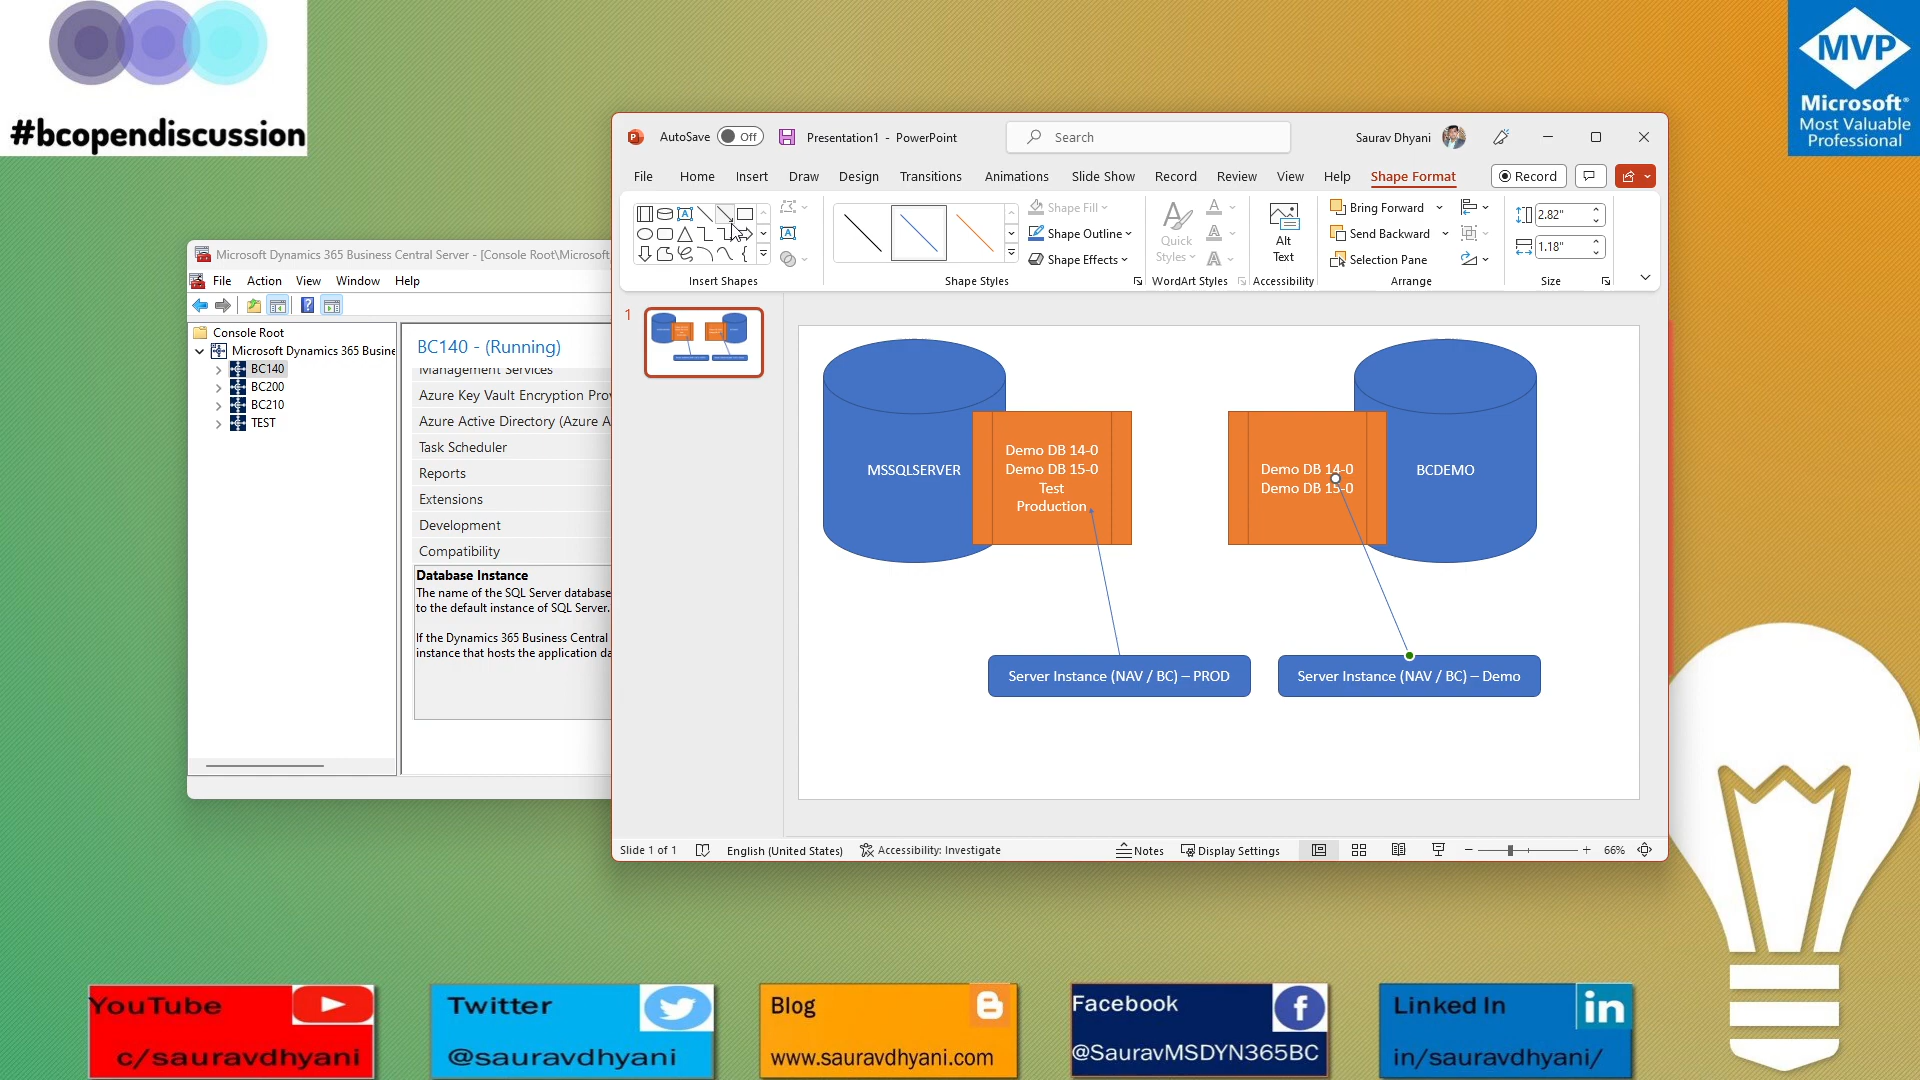 #bcopendiscussion
MVP
Microsoft®
Most Valuable
Professional
Microsoft Dynamics 365 Business Central Server - [Console Root\Microsoft
File Action View Window Help
Console Root
Microsoft Dynamics 365 Busine
BC140
BC200
BC210
TEST
BC140 - (Running)
Management Services
Azure Key Vault Encryption Pro
Azure Active Directory (Azure A
Task Scheduler
Reports
Extensions
Development
Compatibility
Database Instance
The name of the SQL Server database
to the default instance of SQL Server.
If the Dynamics 365 Business Central
instance that hosts the application da
AutoSave Off Presentation1 - PowerPoint Search Saurav Dhyani
File Home Insert Draw Design Transitions Animations Slide Show Record Review View Help Shape Format Record
Shape Fill
Shape Outline
Shape Effects
Quick
Styles
Alt
Text
Bring Forward
Send Backward
Selection Pane
2.82"
1.18"
Insert Shapes Shape Styles WordArt Styles Accessibility Arrange Size
1
MSSQLSERVER
Demo DB 14-0
Demo DB 15-0
Test
Production
Demo DB 14-0
Demo DB 15-0
BCDEMO
Server Instance (NAV / BC) – PROD
Server Instance (NAV / BC) – Demo
Slide 1 of 1 English (United States) Accessibility: Investigate Notes Display Settings 66%
YouTube
c/sauravdhyani
Twitter
@sauravdhyani
Blog
www.sauravdhyani.com
Facebook
@SauravMSDYN365BC
Linked In
in
in/sauravdhyani/